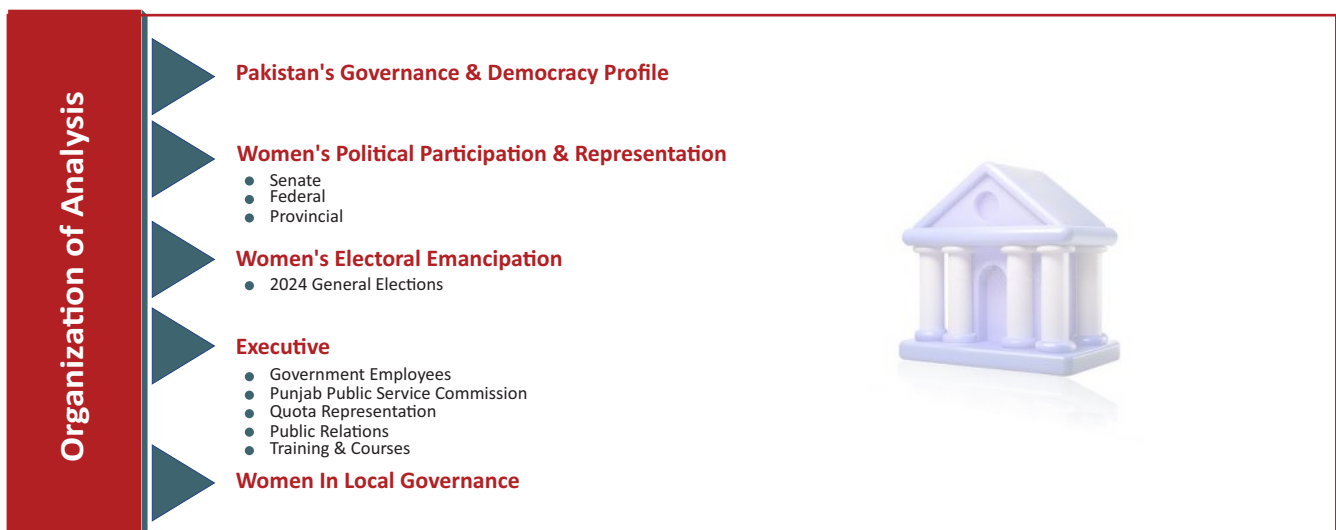 Organization of Analysis
Pakistan's Governance & Democracy Profile
Women's Political Participation & Representation
Senate
Federal
Provincial
Women's Electoral Emancipation
2024 General Elections
Executive
Government Employees
Punjab Public Service Commission
Quota Representation
Public Relations
Training & Courses
Women In Local Governance